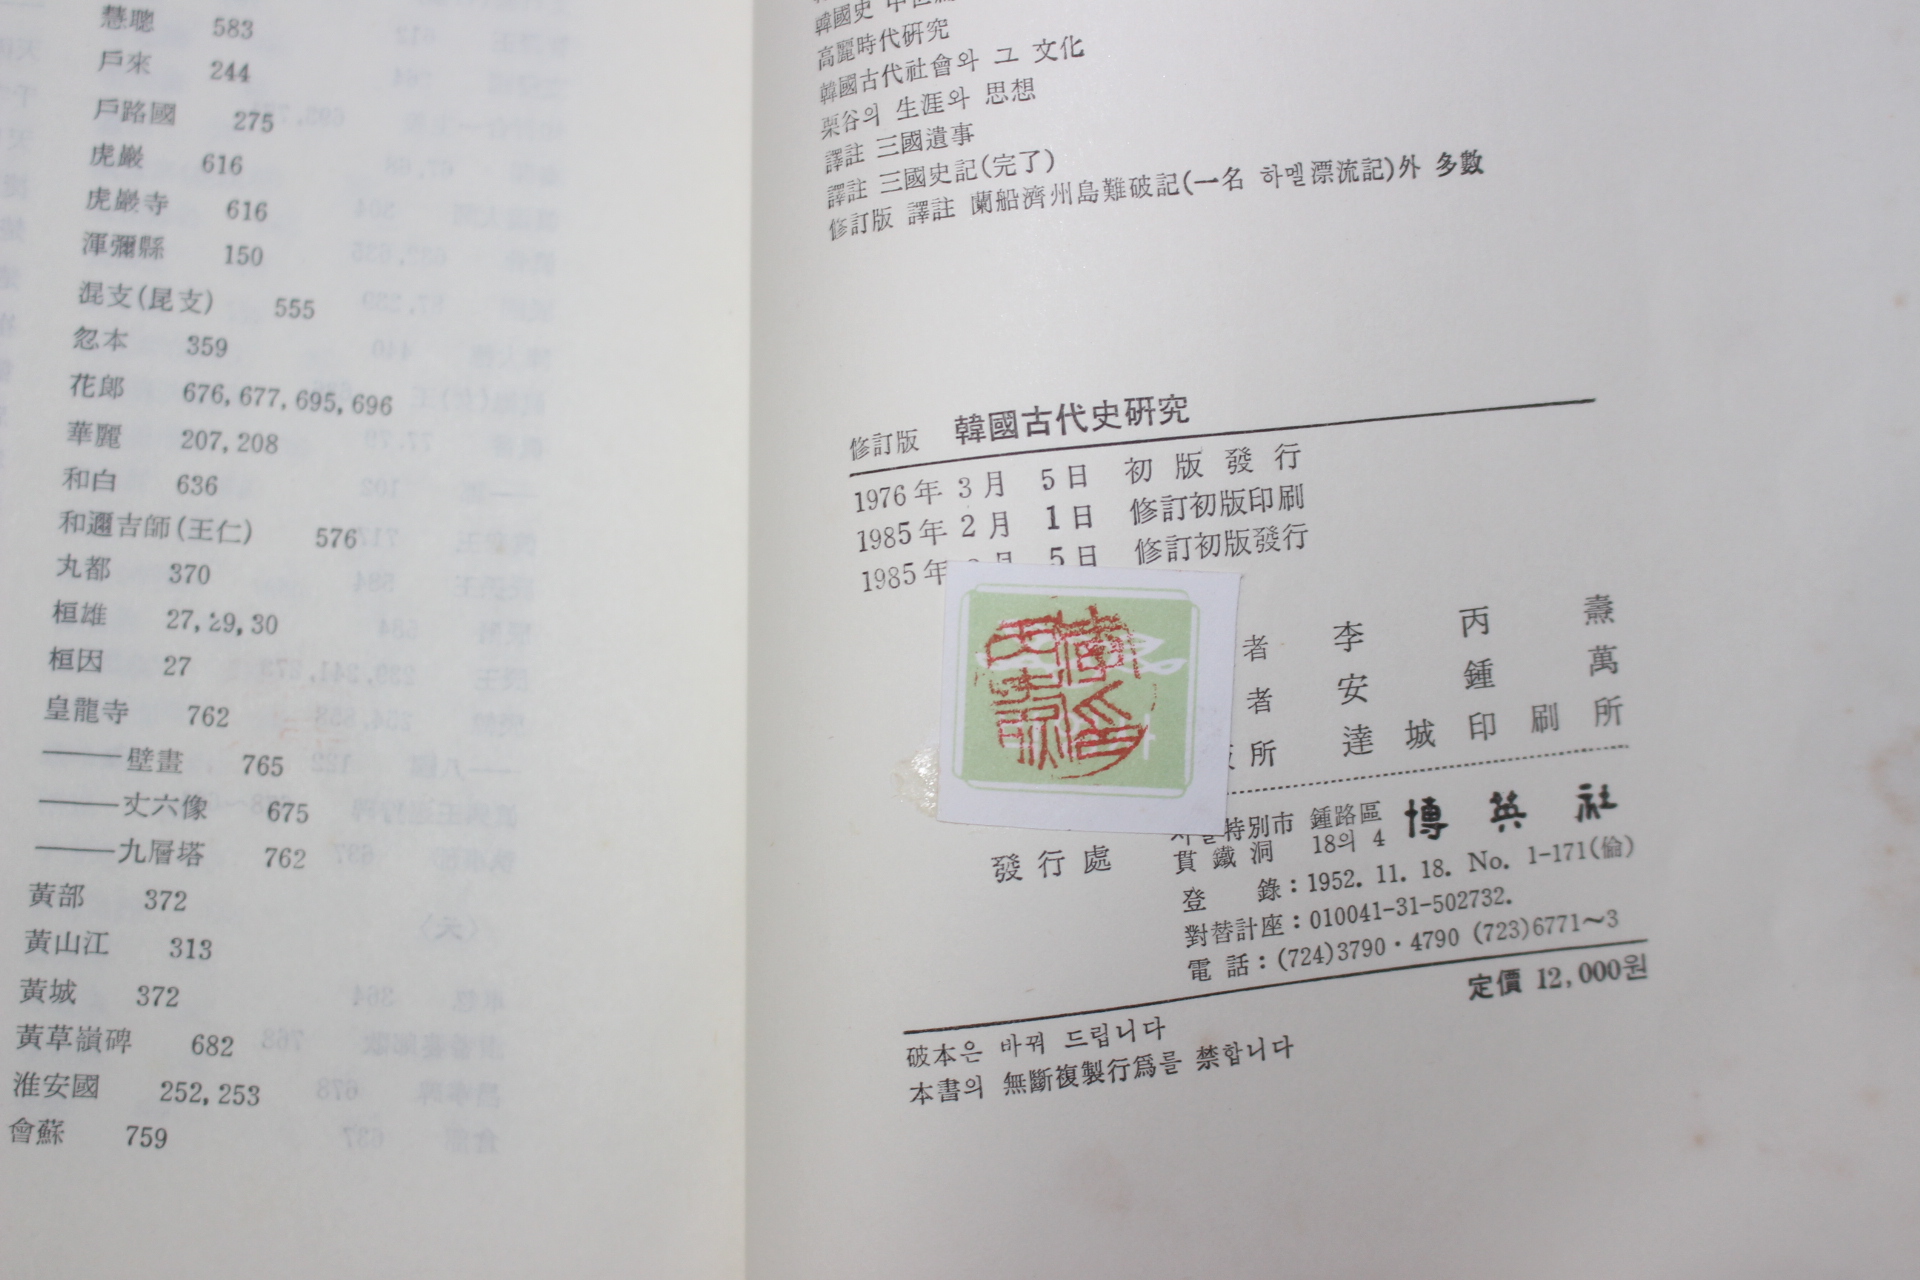 慧聰 583
戶來 244
戶路國 275
虎巖 616
虎巖寺 616
渾彌縣 150
混支(昆支) 555
忽本 359
花郎 676,677,695,696
華麗 207,208
和白 636
和邇吉師(王仁) 576
丸都 370
桓雄 27,29,30
桓因 27
皇龍寺 762
———壁畫 765
———丈六像 675
———九層塔 762
黃部 372
黃山江 313
黃城 372
黃草嶺碑 682
淮安國 252,253
會蘇 759
韓國史 中世
高麗時代硏究
韓國古代社會와 그 文化
栗谷의 生涯와 思想
譯註 三國遺事
譯註 三國史記(完了)
修訂版 譯註 蘭船濟州島難破記(一名 하멜漂流記)外 多數
修訂版 韓國古代史硏究
1976年 3月 5日 初版發行
1985年 2月 1日 修訂初版印刷
1985年 月 5日 修訂初版發行
者 李丙燾
者 安鍾萬
所 達城印刷所
發行處 特別市 鍾路區 博英社
貫鐵洞 18의 4
登 錄:1952. 11. 18. No. 1-171(倫)
對替計座:010041-31-502732.
電 話:(724)3790·4790 (723)6771~3
定價 12,000원
破本은 바꿔 드립니다
本書의 無斷複製行爲를 禁합니다